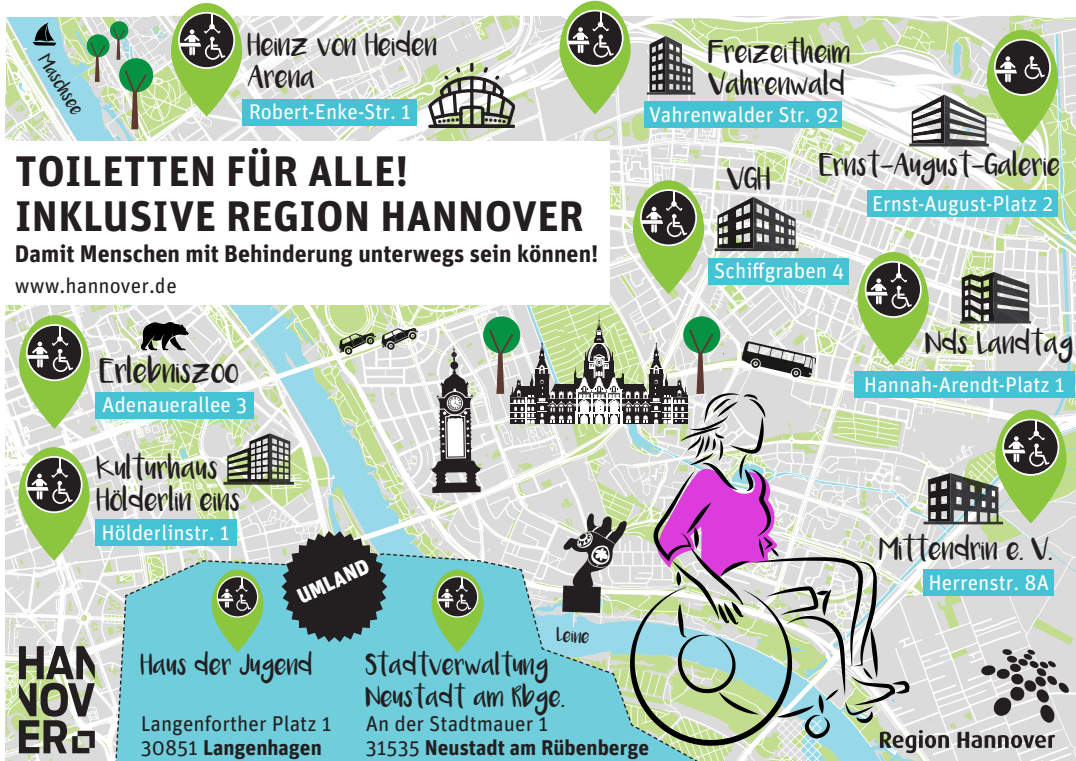 Maschsee
Heinz von Heiden
Arena
Robert-Enke-Str. 1
Freizeitheim
Vahrenwald
Vahrenwalder Str. 92
Ernst-August-Galerie
Ernst-August-Platz 2
TOILETTEN FÜR ALLE!
INKLUSIVE REGION HANNOVER
Damit Menschen mit Behinderung unterwegs sein können!
www.hannover.de
VGH
Schiffgraben 4
Nds Landtag
Hannah-Arendt-Platz 1
Erlebniszoo
Adenauerallee 3
Kulturhaus
Hölderlin eins
Hölderlinstr. 1
Mittendrin e. V.
Herrenstr. 8A
UMLAND
Leine
Haus der Jugend
Langenforther Platz 1
30851 Langenhagen
Stadtverwaltung
Neustadt am Rbge.
An der Stadtmauer 1
31535 Neustadt am Rübenberge
HAN
NOV
ER
Region Hannover